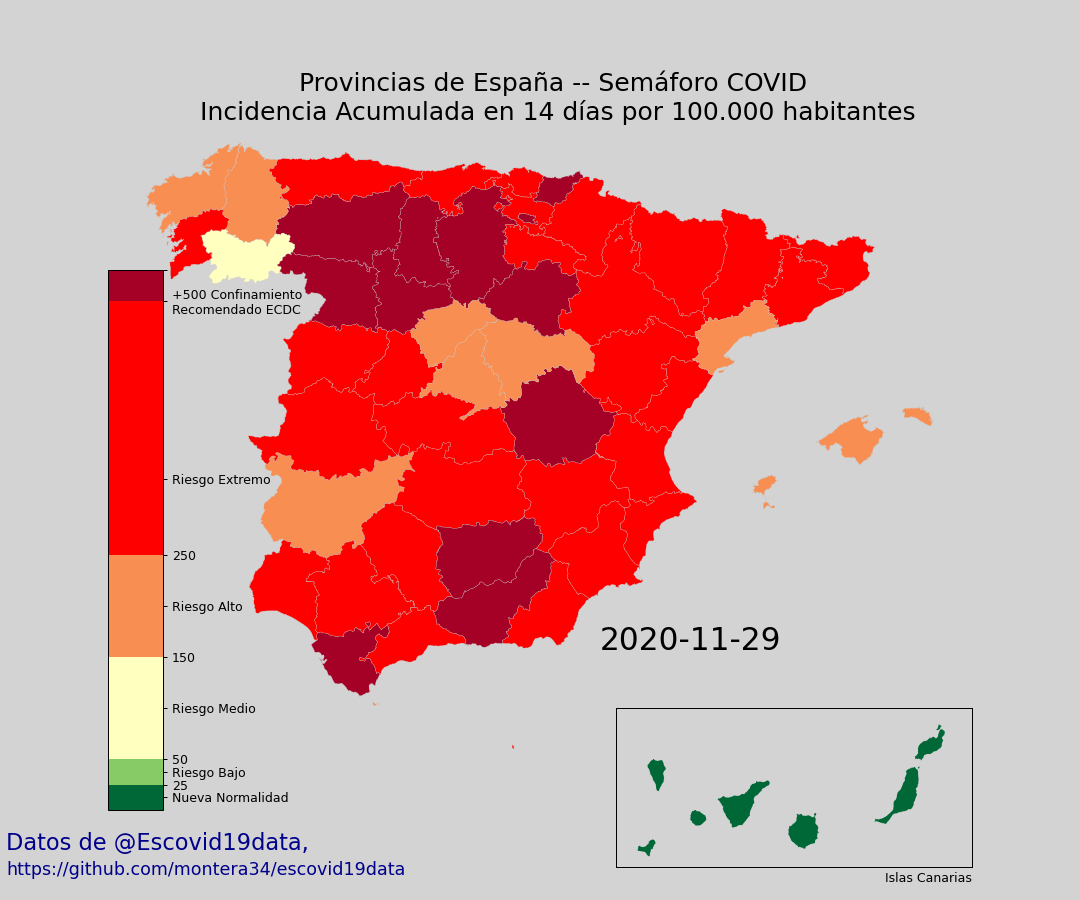 Provincias de España -- Semáforo COVID
Incidencia Acumulada en 14 días por 100.000 habitantes
+500 Confinamiento
Recomendado ECDC
Riesgo Extremo
250
Riesgo Alto
150
Riesgo Medio
50
Riesgo Bajo
25
Nueva Normalidad
2020-11-29
Islas Canarias
Datos de @Escovid19data,
https://github.com/montera34/escovid19data